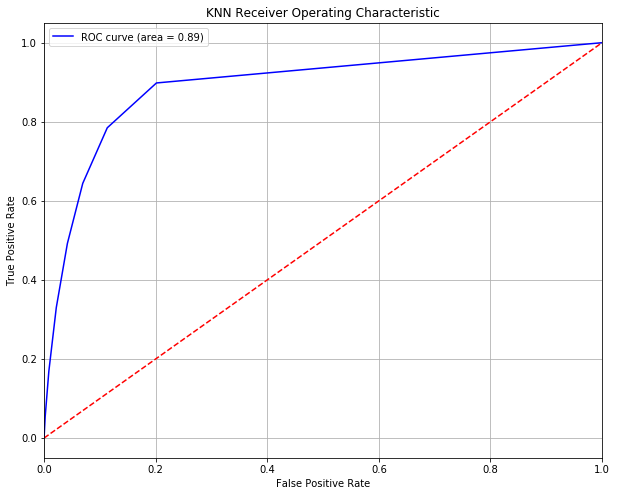 KNN Receiver Operating Characteristic
ROC curve (area = 0.89)
True Positive Rate
1.0
0.8
0.6
0.4
0.2
0.0
0.0 0.2 0.4 0.6 0.8 1.0
False Positive Rate